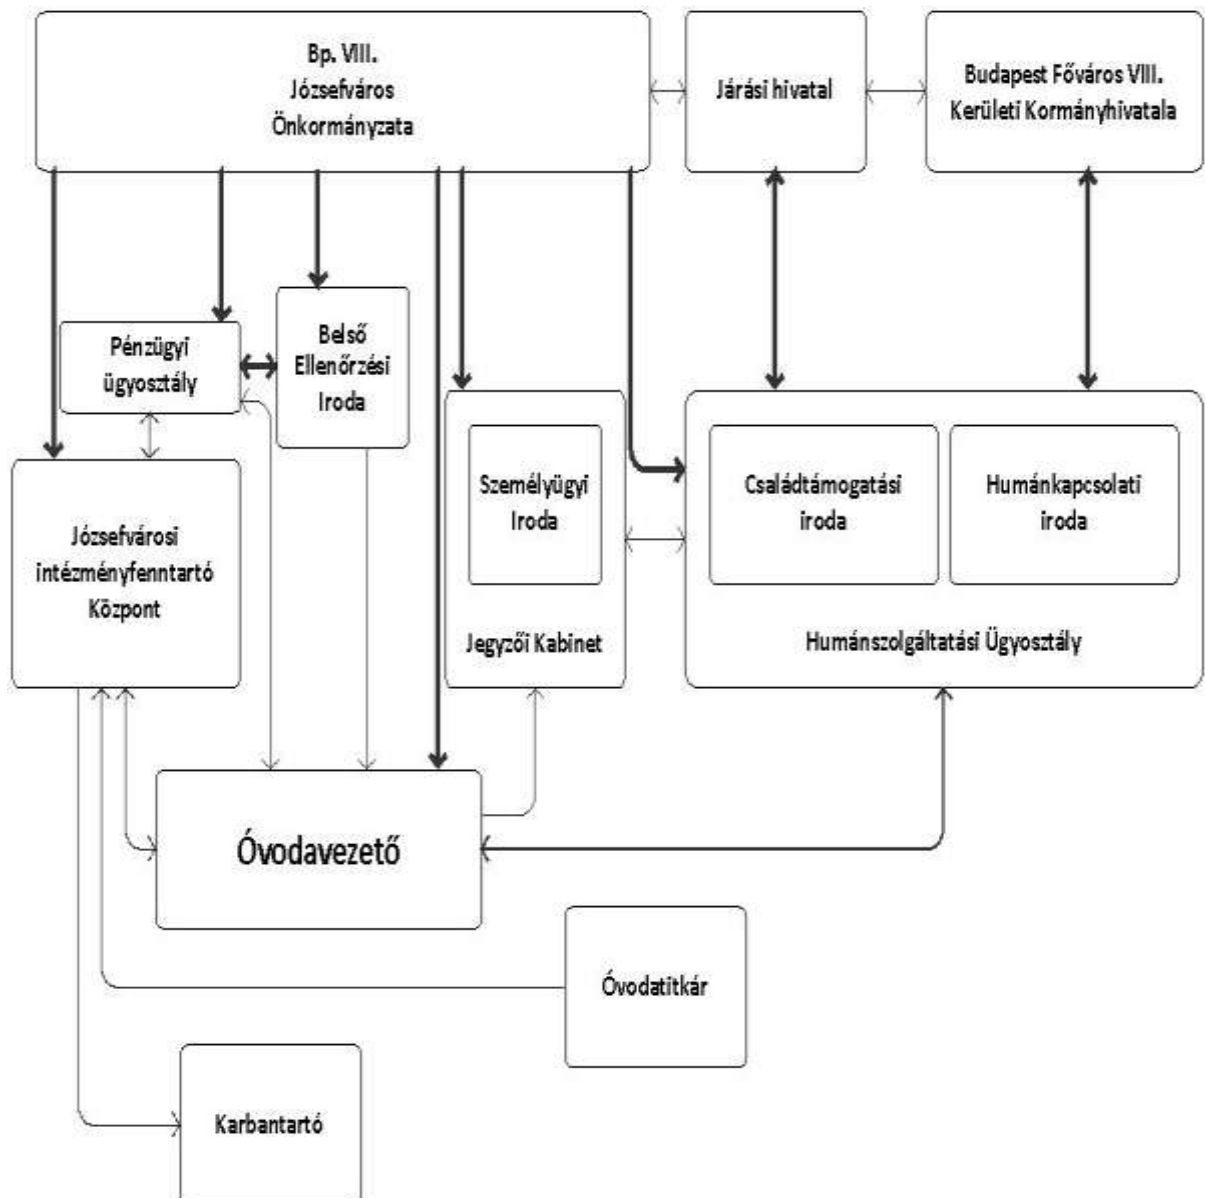 Bp. VIII.
Józsefváros
Önkormányzata
Járási hivatal
Budapest Főváros VIII.
Kerületi Kormányhivatala
Pénzügyi
ügyosztály
Belső
Ellenőrzési
Iroda
Józsefvárosi
intézményfenntartó
Központ
Személyügyi
Iroda
Jegyzői Kabinet
Családtámogatási
iroda
Humánkapcsolati
iroda
Humánszolgáltatási Ügyosztály
Óvodavezető
Óvodatitkár
Karbantartó